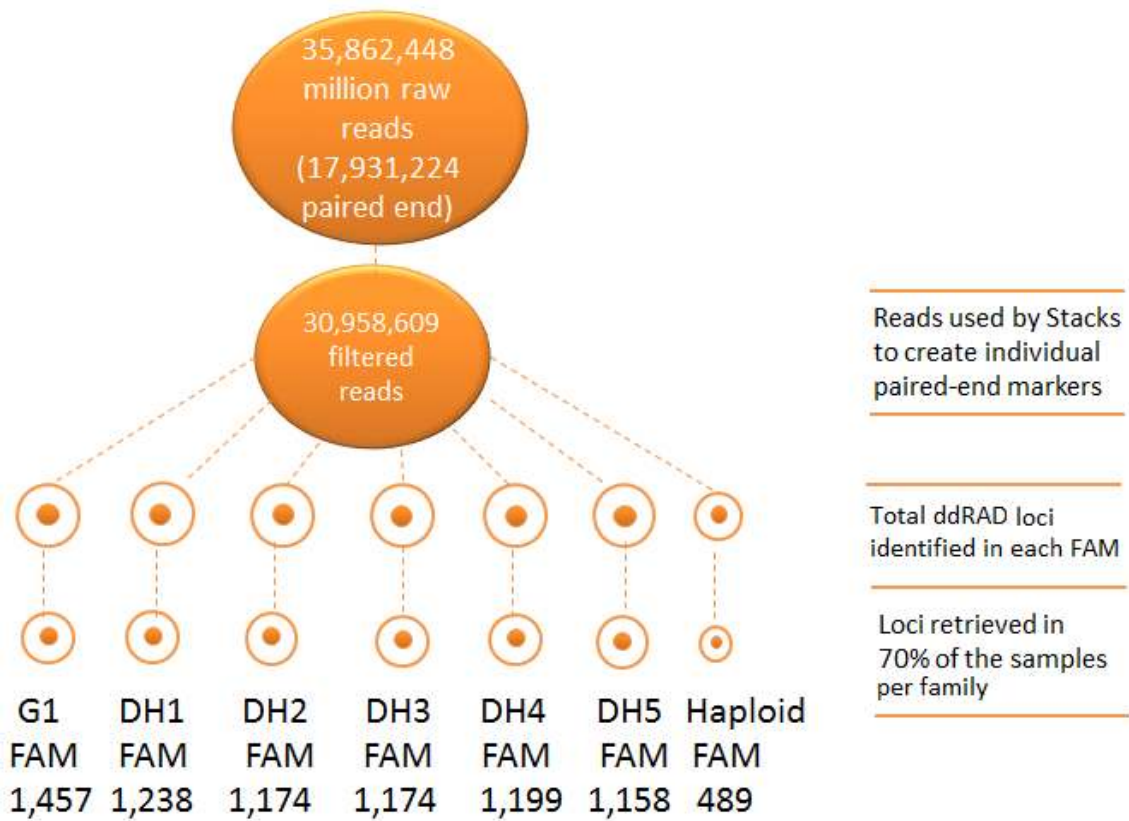 35,862,448
million raw
reads
(17,931,224
paired end)
30,958,609
filtered
reads
Reads used by Stacks
to create individual
paired-end markers
Total ddRAD loci
identified in each FAM
Loci retrieved in
70% of the samples
per family
G1 DH1 DH2 DH3 DH4 DH5 Haploid
FAM FAM FAM FAM FAM FAM FAM
1,457 1,238 1,174 1,174 1,199 1,158 489